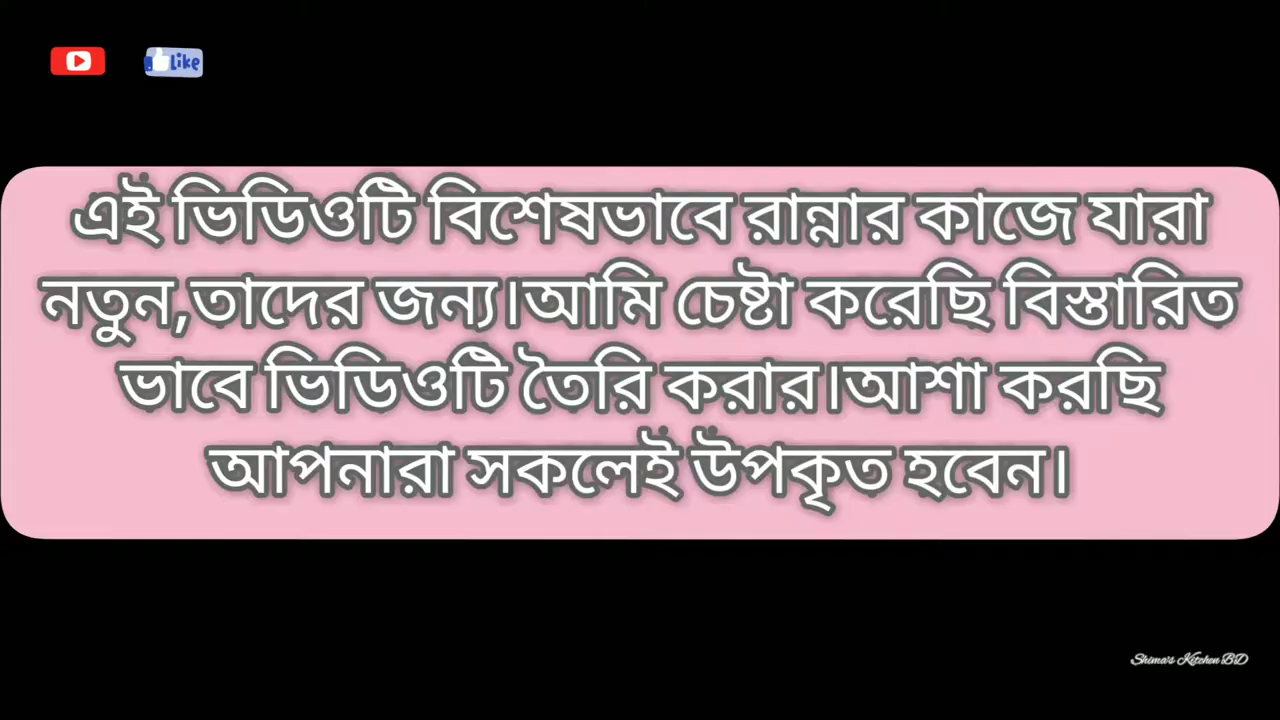 Like
এই ভিডিওটি বিশেষভাবে রান্নার কাজে যারা
নতুন,তাদের জন্য।আমি চেষ্টা করেছি বিস্তারিত
ভাবে ভিডিওটি তৈরি করার।আশা করছি
আপনারা সকলেই উপকৃত হবেন।
Shima's Kitchen BD